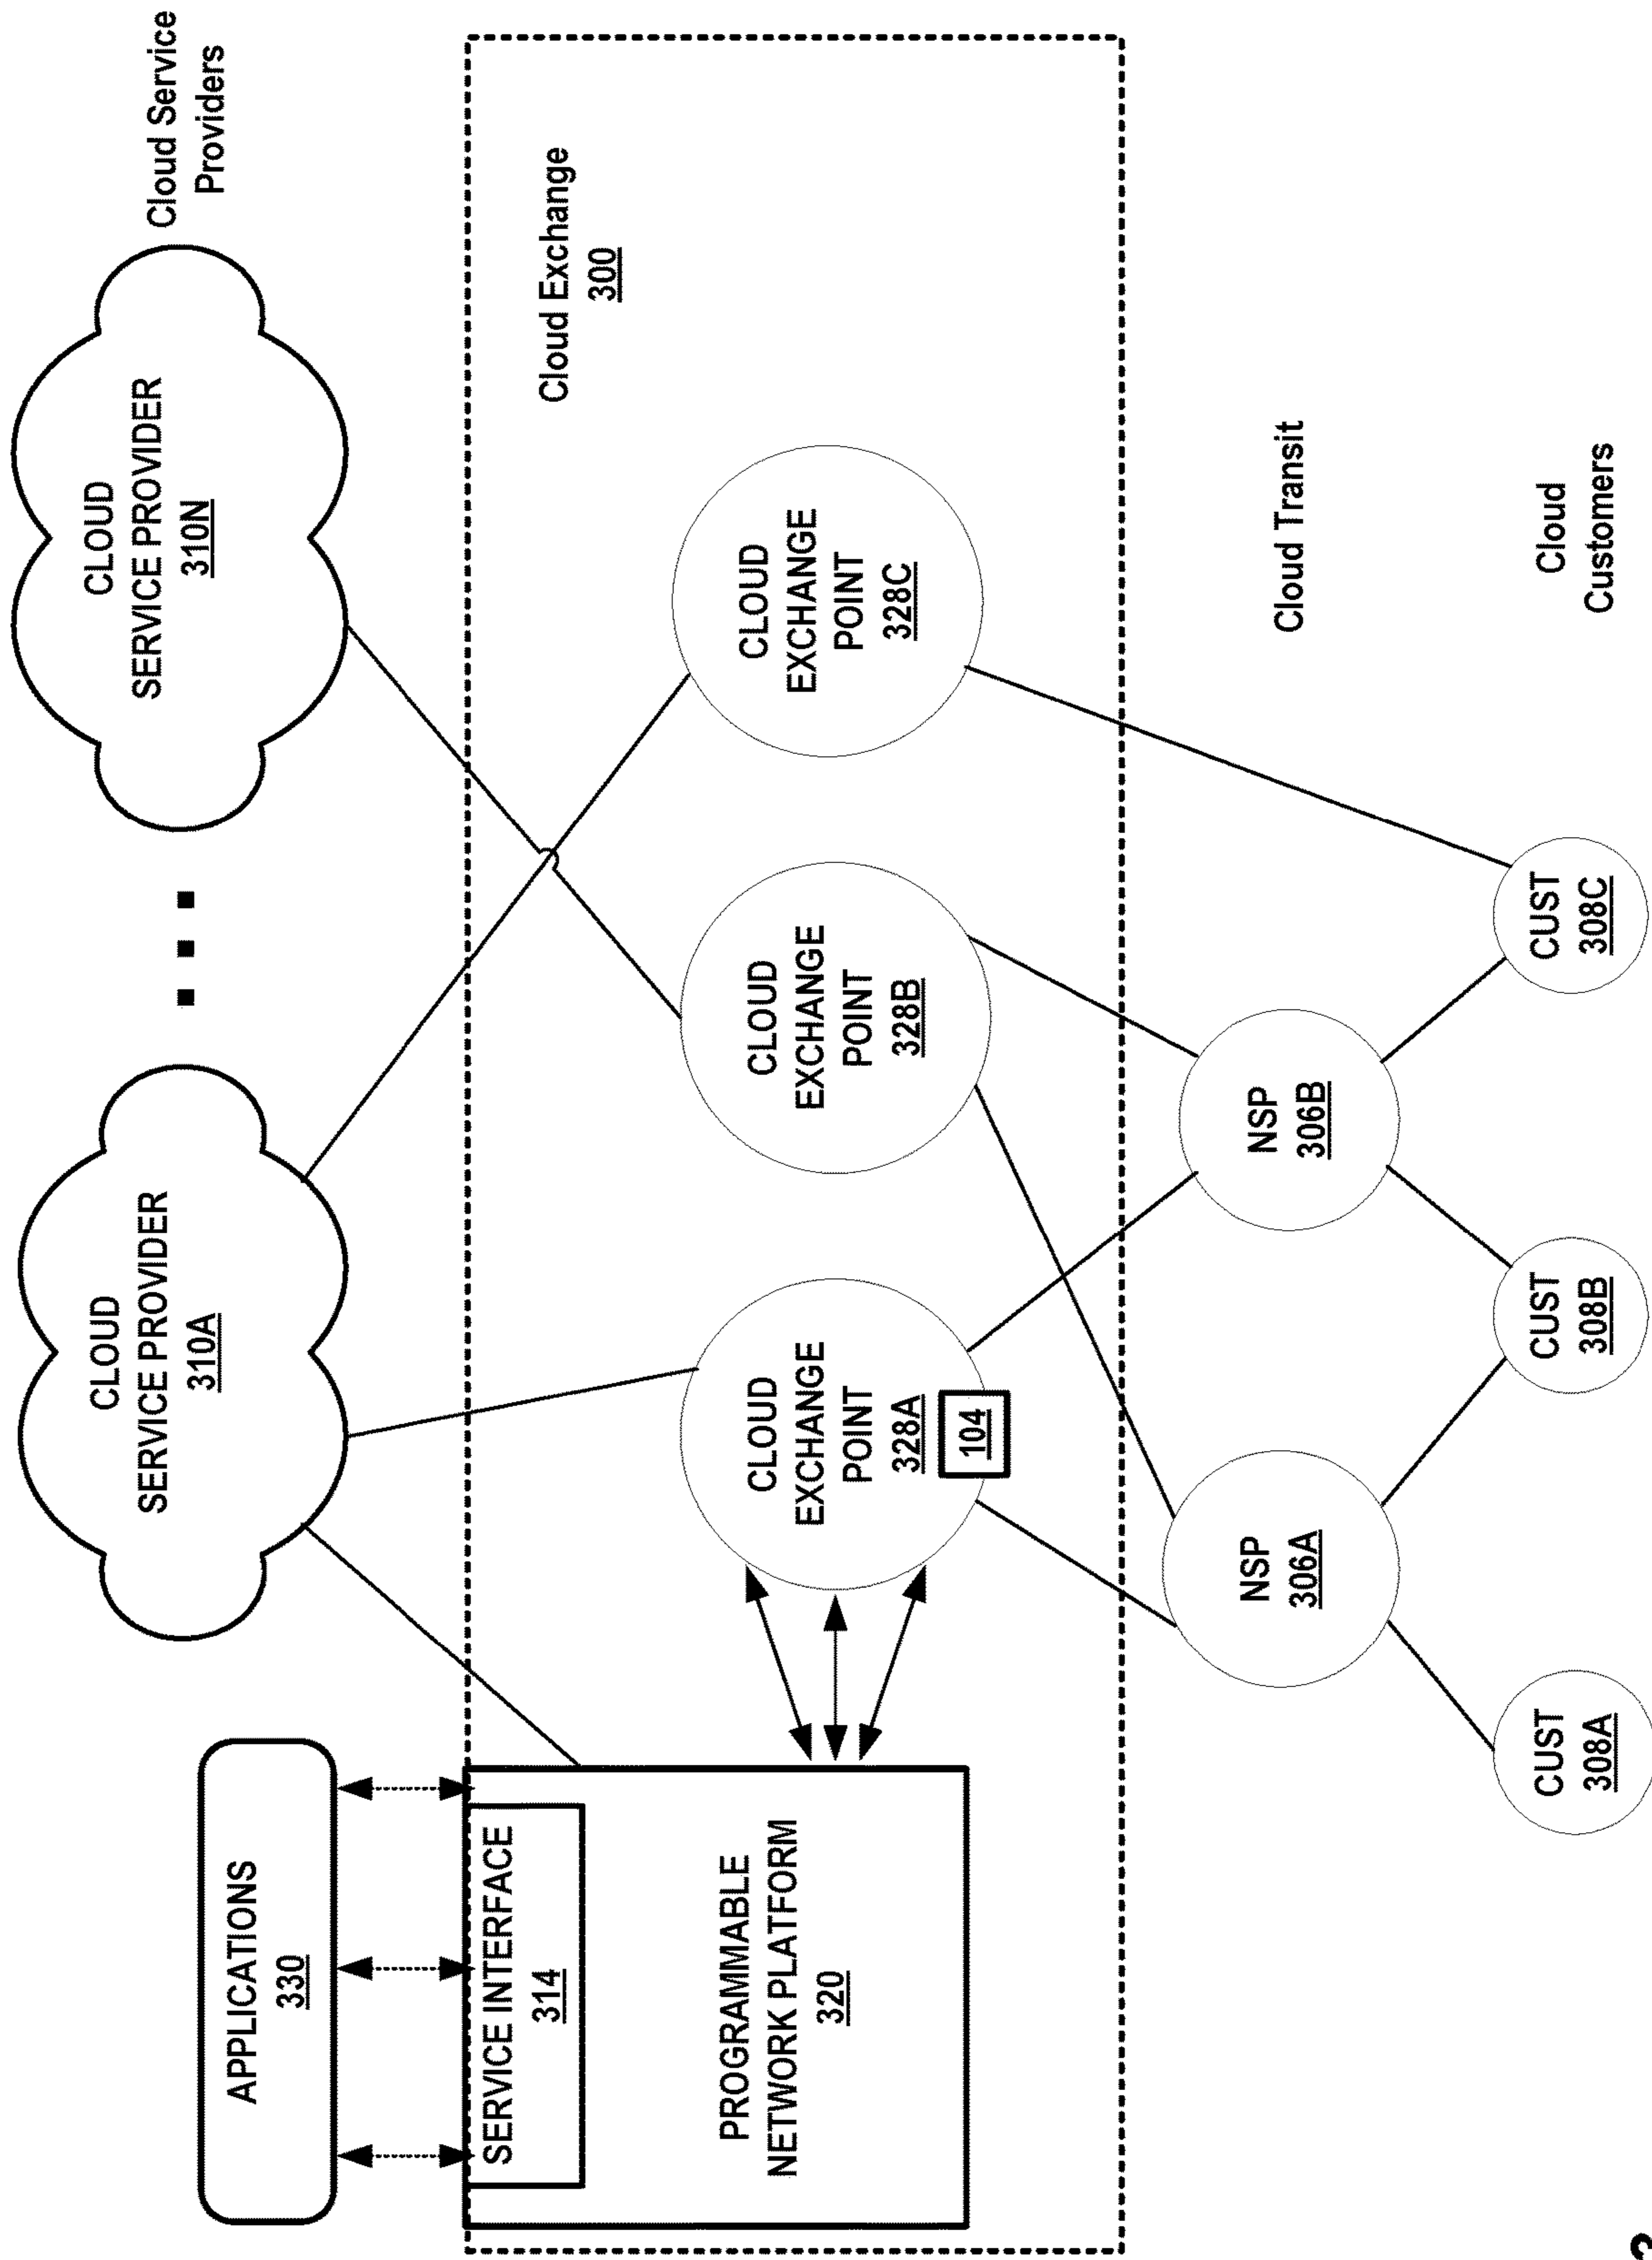 APPLICATIONS
330
CLOUD
SERVICE PROVIDER
310A
CLOUD
SERVICE PROVIDER
310N
Cloud Service
Providers
SERVICE INTERFACE
314
PROGRAMMABLE
NETWORK PLATFORM
320
Cloud Exchange
300
CLOUD
EXCHANGE
POINT
328A
104
CLOUD
EXCHANGE
POINT
328B
CLOUD
EXCHANGE
POINT
328C
NSP
306A
NSP
306B
Cloud Transit
CUST
308A
CUST
308B
CUST
308C
Cloud
Customers